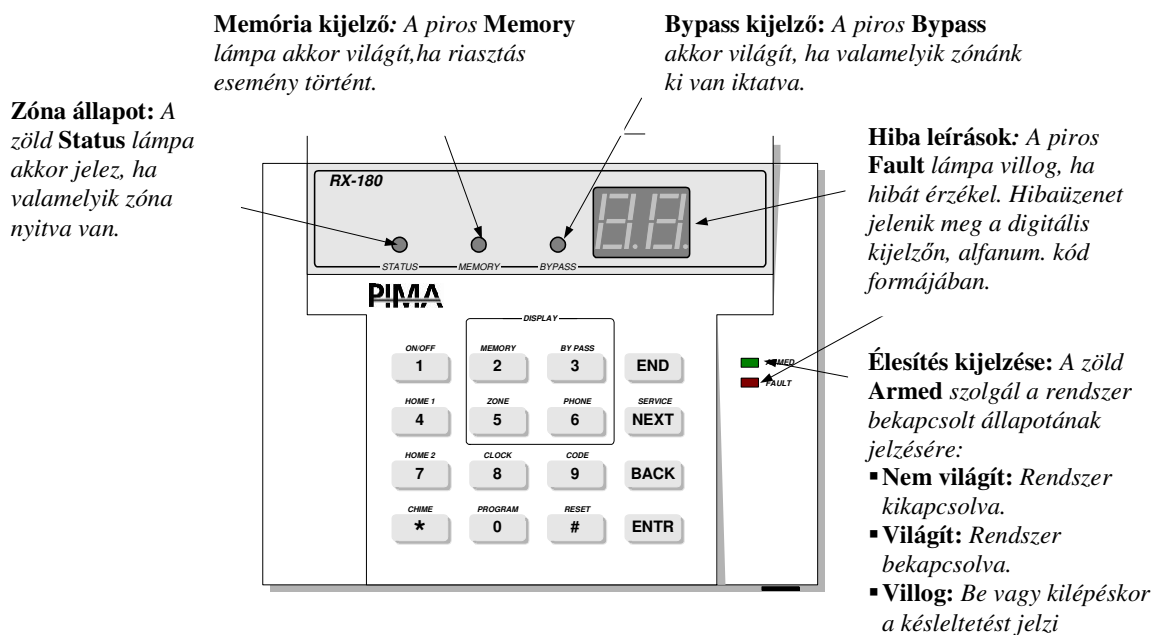 Memória kijelző: A piros Memory
lámpa akkor világít,ha riasztás
esemény történt.
Bypass kijelző: A piros Bypass
akkor világít, ha valamelyik zónánk
ki van iktatva.
Zóna állapot: A
zöld Status lámpa
akkor jelez, ha
valamelyik zóna
nyitva van.
Hiba leírások: A piros
Fault lámpa villog, ha
hibát érzékel. Hibaüzenet
jelenik meg a digitális
kijelzőn, alfanum. kód
formájában.
RX-180
8.8.
STATUS MEMORY BYPASS
PIMA
DISPLAY
ON/OFF MEMORY BY PASS
1 2 3 END
HOME 1 ZONE PHONE SERVICE
4 5 6 NEXT
HOME 2 CLOCK CODE
7 8 9 BACK
CHIME PROGRAM RESET
* 0 # ENTR
ARMED
FAULT
Élesítés kijelzése: A zöld
Armed szolgál a rendszer
bekapcsolt állapotának
jelzésére:
▪Nem világít: Rendszer
kikapcsolva.
▪Világít: Rendszer
bekapcsolva.
▪Villog: Be vagy kilépéskor
a késleltetést jelzi